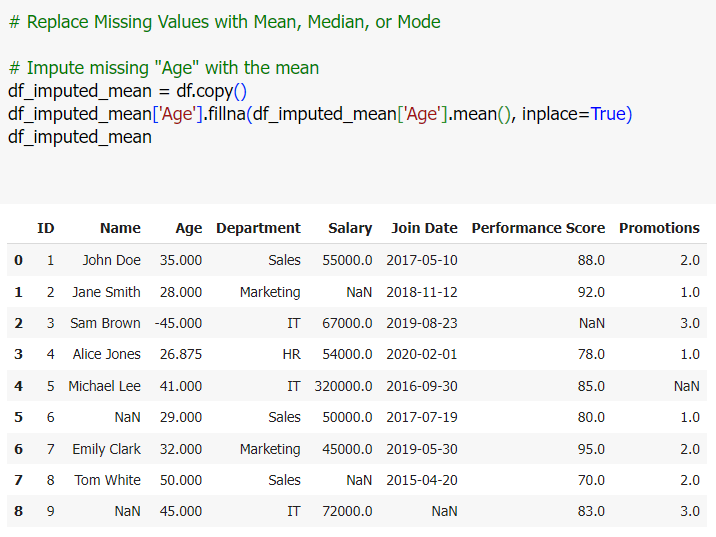 # Replace Missing Values with Mean, Median, or Mode
# Impute missing "Age" with the mean
df_imputed_mean = df.copy()
df_imputed_mean['Age'].fillna(df_imputed_mean['Age'].mean(), inplace=True)
df_imputed_mean
ID Name Age Department Salary Join Date Performance Score Promotions
0 1 John Doe 35.000 Sales 55000.0 2017-05-10 88.0 2.0
1 2 Jane Smith 28.000 Marketing NaN 2018-11-12 92.0 1.0
2 3 Sam Brown -45.000 IT 67000.0 2019-08-23 NaN 3.0
3 4 Alice Jones 26.875 HR 54000.0 2020-02-01 78.0 1.0
4 5 Michael Lee 41.000 IT 320000.0 2016-09-30 85.0 NaN
5 6 NaN 29.000 Sales 50000.0 2017-07-19 80.0 1.0
6 7 Emily Clark 32.000 Marketing 45000.0 2019-05-30 95.0 2.0
7 8 Tom White 50.000 Sales NaN 2015-04-20 70.0 2.0
8 9 NaN 45.000 IT 72000.0 NaN 83.0 3.0